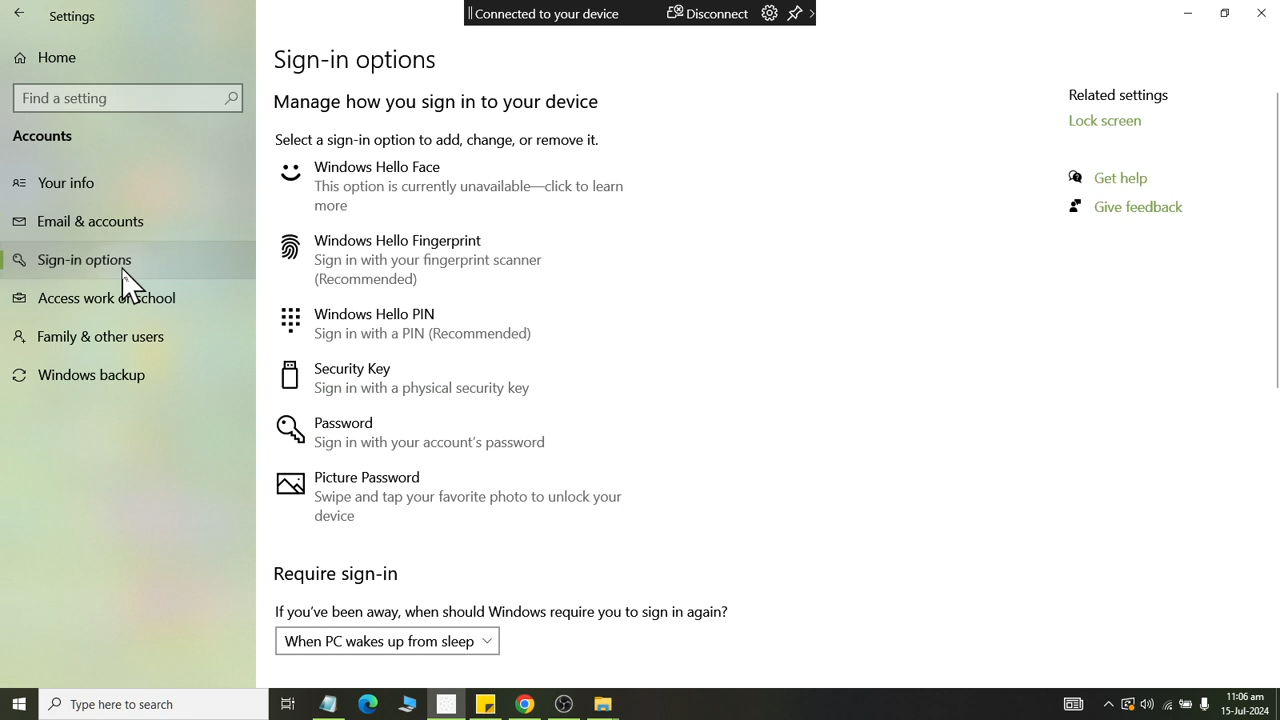 Settings
Connected to your device
Disconnect
Home
Find a setting
Accounts
Your info
Email & accounts
Sign-in options
Access work or school
Family & other users
Windows backup
Sign-in options
Manage how you sign in to your device
Select a sign-in option to add, change, or remove it.
Windows Hello Face
This option is currently unavailable—click to learn
more
Windows Hello Fingerprint
Sign in with your fingerprint scanner
(Recommended)
Windows Hello PIN
Sign in with a PIN (Recommended)
Security Key
Sign in with a physical security key
Password
Sign in with your account's password
Picture Password
Swipe and tap your favorite photo to unlock your
device
Require sign-in
If you've been away, when should Windows require you to sign in again?
When PC wakes up from sleep
Related settings
Lock screen
Get help
Give feedback
Type here to search
11:06 am
15-Jul-2024